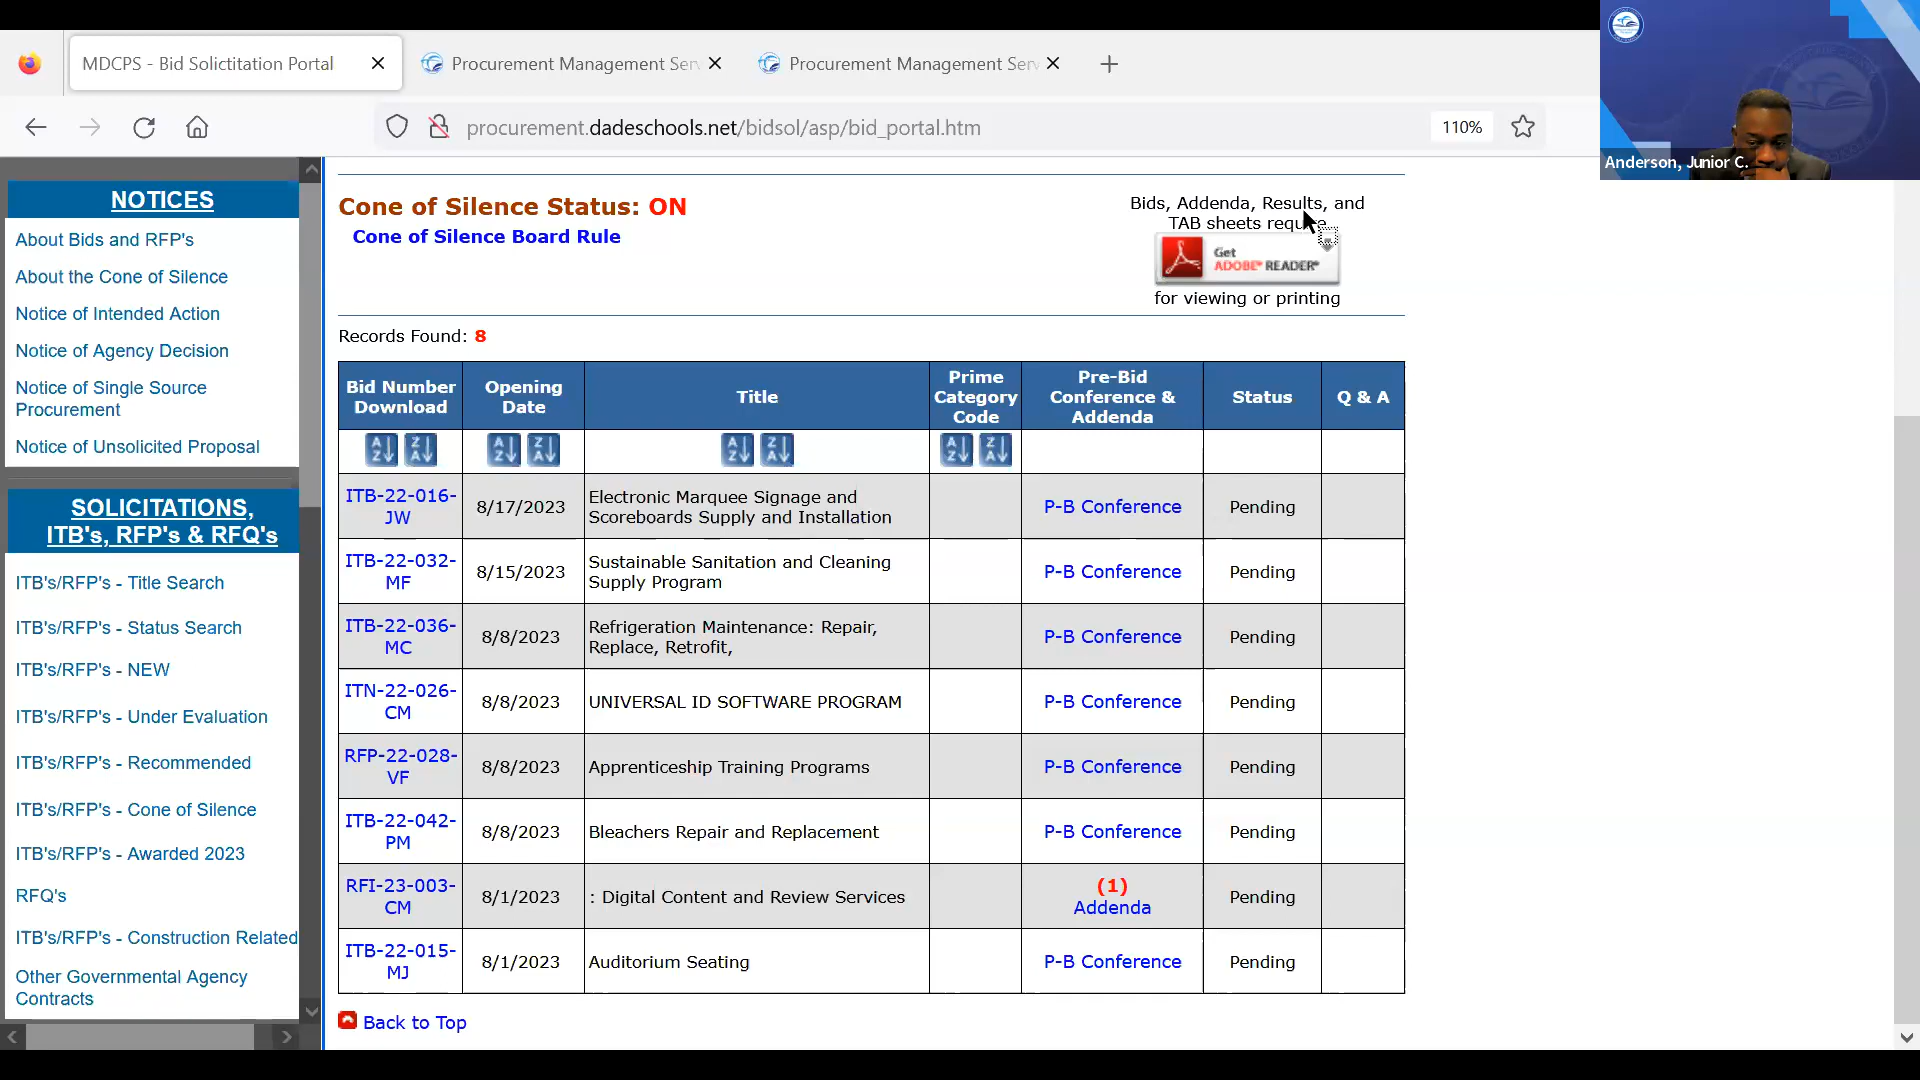 MDCPS - Bid Solictitation Portal
Procurement Management Ser
Procurement Management Ser
procurement.dadeschools.net/bidsol/asp/bid_portal.htm
110%
Anderson, Junior C.
NOTICES
About Bids and RFP's
About the Cone of Silence
Notice of Intended Action
Notice of Agency Decision
Notice of Single Source
Procurement
Notice of Unsolicited Proposal
SOLICITATIONS,
ITB's, RFP's & RFQ's
ITB's/RFP's - Title Search
ITB's/RFP's - Status Search
ITB's/RFP's - NEW
ITB's/RFP's - Under Evaluation
ITB's/RFP's - Recommended
ITB's/RFP's - Cone of Silence
ITB's/RFP's - Awarded 2023
RFQ's
ITB's/RFP's - Construction Related
Other Governmental Agency
Contracts
Cone of Silence Status: ON
Cone of Silence Board Rule
Bids, Addenda, Results, and
TAB sheets require
Get
ADOBE® READER®
for viewing or printing
Records Found: 8
Bid Number
Download
Opening
Date
Title
Prime
Category
Code
Pre-Bid
Conference &
Addenda
Status
Q & A
ITB-22-016-
JW
8/17/2023
Electronic Marquee Signage and
Scoreboards Supply and Installation
P-B Conference
Pending
ITB-22-032-
MF
8/15/2023
Sustainable Sanitation and Cleaning
Supply Program
P-B Conference
Pending
ITB-22-036-
MC
8/8/2023
Refrigeration Maintenance: Repair,
Replace, Retrofit,
P-B Conference
Pending
ITN-22-026-
CM
8/8/2023
UNIVERSAL ID SOFTWARE PROGRAM
P-B Conference
Pending
RFP-22-028-
VF
8/8/2023
Apprenticeship Training Programs
P-B Conference
Pending
ITB-22-042-
PM
8/8/2023
Bleachers Repair and Replacement
P-B Conference
Pending
RFI-23-003-
CM
8/1/2023
: Digital Content and Review Services
(1)
Addenda
Pending
ITB-22-015-
MJ
8/1/2023
Auditorium Seating
P-B Conference
Pending
Back to Top